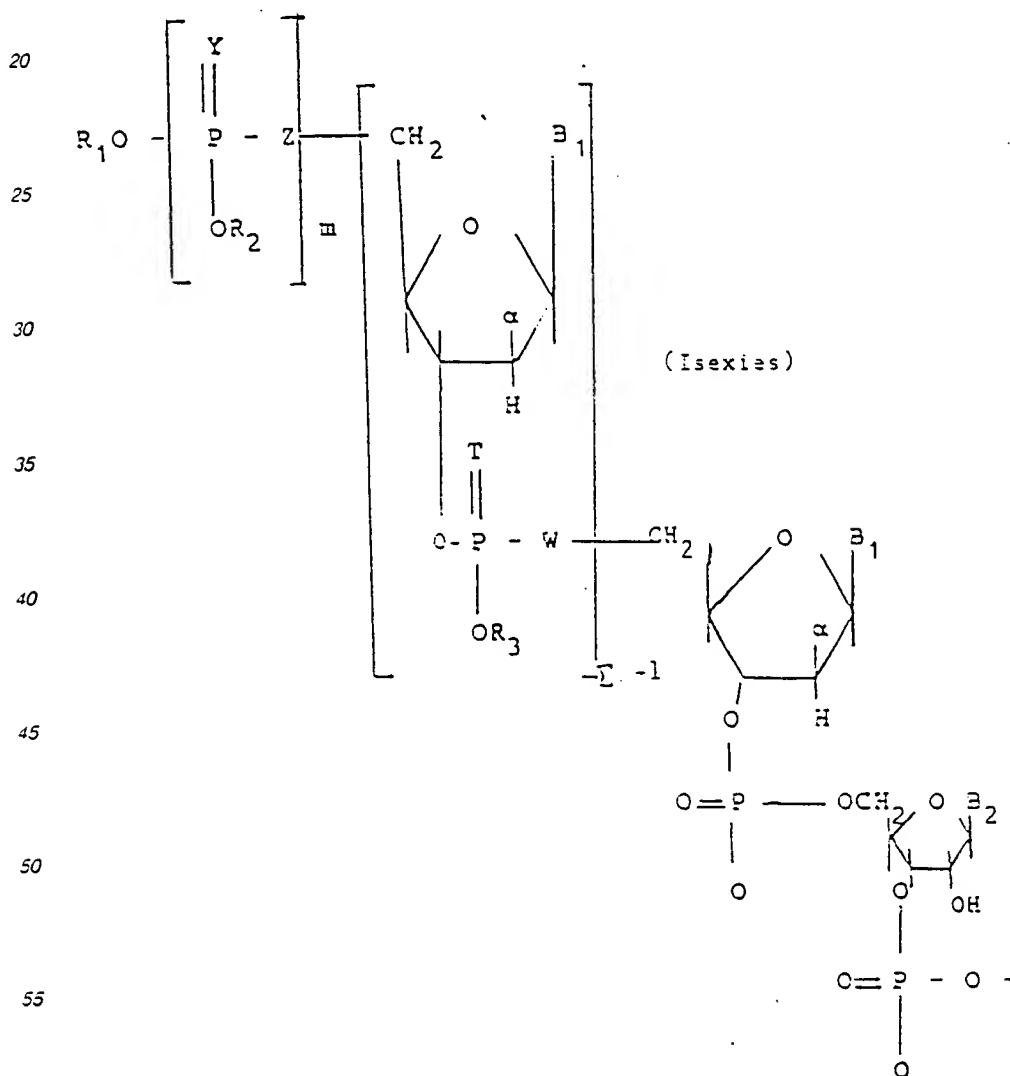 20 Y
R₁O - P - Z CH₂ B₁
25
OR₂ m O
30 α
(Isexies)
H
35 T
O- P - W CH₂ O B₁
40
OR₃ α
-Σ -1
45 O H
O=P OCH₂ O B₂
50
O O OH
55 O=P - O -
O